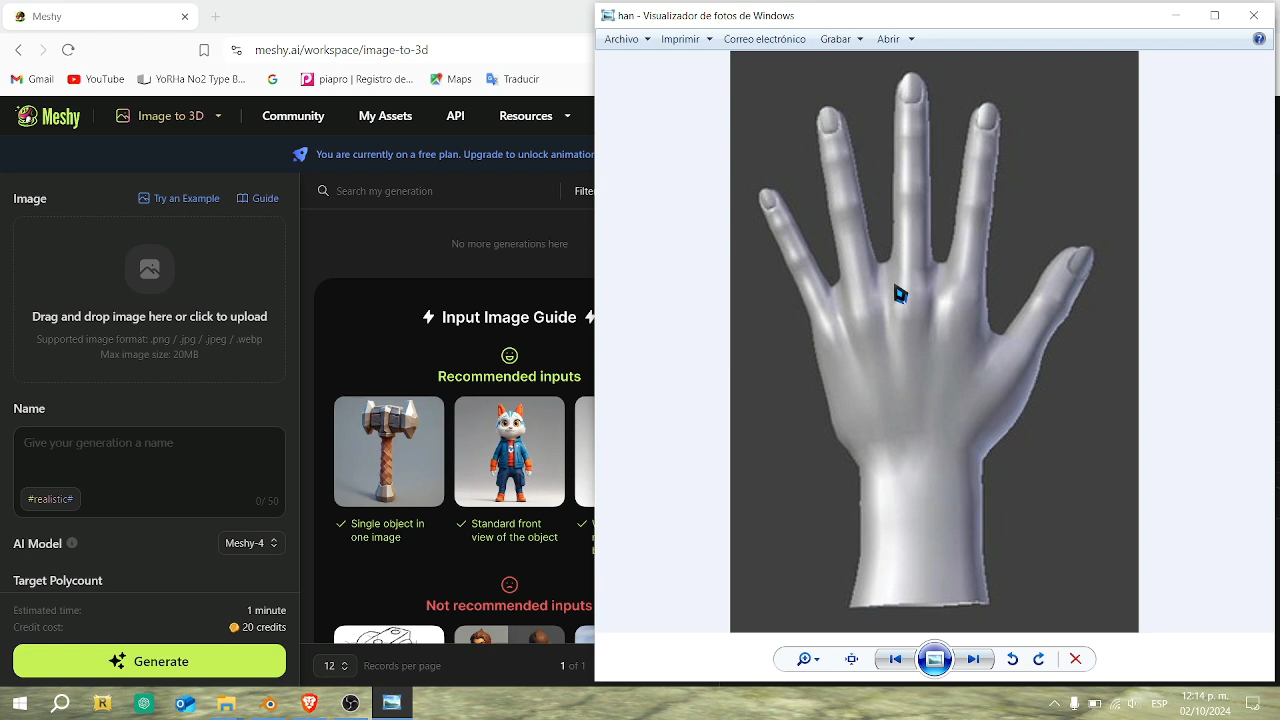 Meshy
meshy.ai/workspace/image-to-3d
Gmail
YouTube
YoRHa No2 Type B...
piapro | Registro de...
Maps
Traducir
Meshy
Image to 3D
Community
My Assets
API
Resources
You are currently on a free plan. Upgrade to unlock animation
Image
Try an Example
Guide
Search my generation
Filte
Drag and drop image here or click to upload
Supported image format: .png / .jpg / .jpeg / .webp
Max image size: 20MB
No more generations here
Input Image Guide
Recommended inputs
Single object in
one image
Standard front
view of the object
Not recommended inputs
Name
Give your generation a name
#realistic#
0/ 50
AI Model
Meshy-4
Target Polycount
Estimated time:
1 minute
Credit cost:
20 credits
Generate
12
Records per page
1 of 1
han - Visualizador de fotos de Windows
Archivo
Imprimir
Correo electrónico
Grabar
Abrir
ESP
12:14 p. m.
02/10/2024